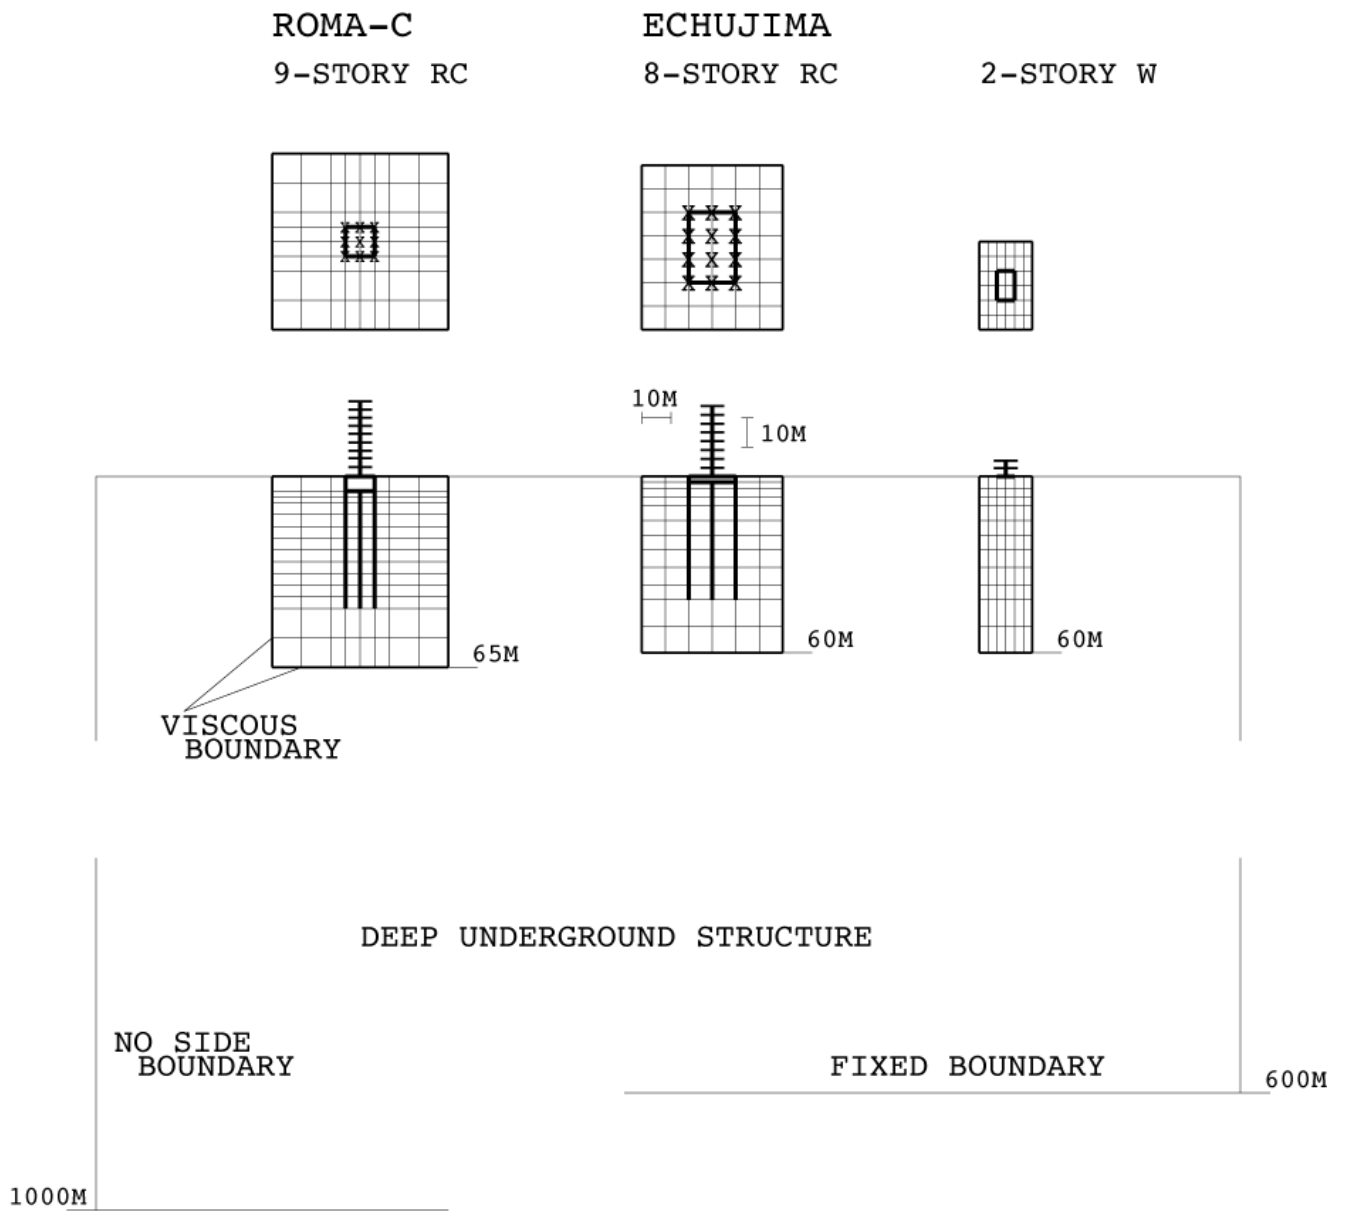 ROMA-C
ECHUJIMA
9-STORY RC
8-STORY RC
2-STORY W
10M
10M
65M
60M
60M
VISCOUS
BOUNDARY
DEEP UNDERGROUND STRUCTURE
NO SIDE
BOUNDARY
FIXED BOUNDARY
600M
1000M